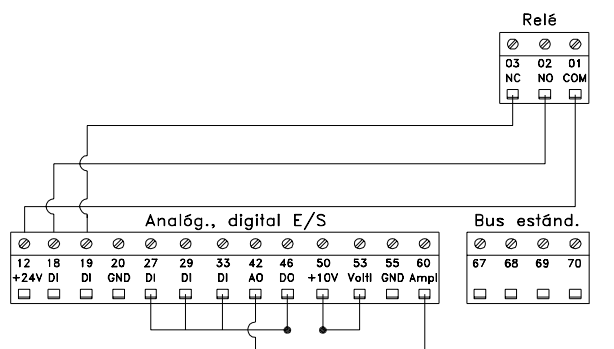 Relé
03 02 01
NC NO COM
Analóg., digital E/S
Bus estánd.
12 18 19 20 27 29 33 42 46 50 53 55 60
+24V DI DI GND DI DI DI AO DO +10V VoltI GND AmpI
67 68 69 70